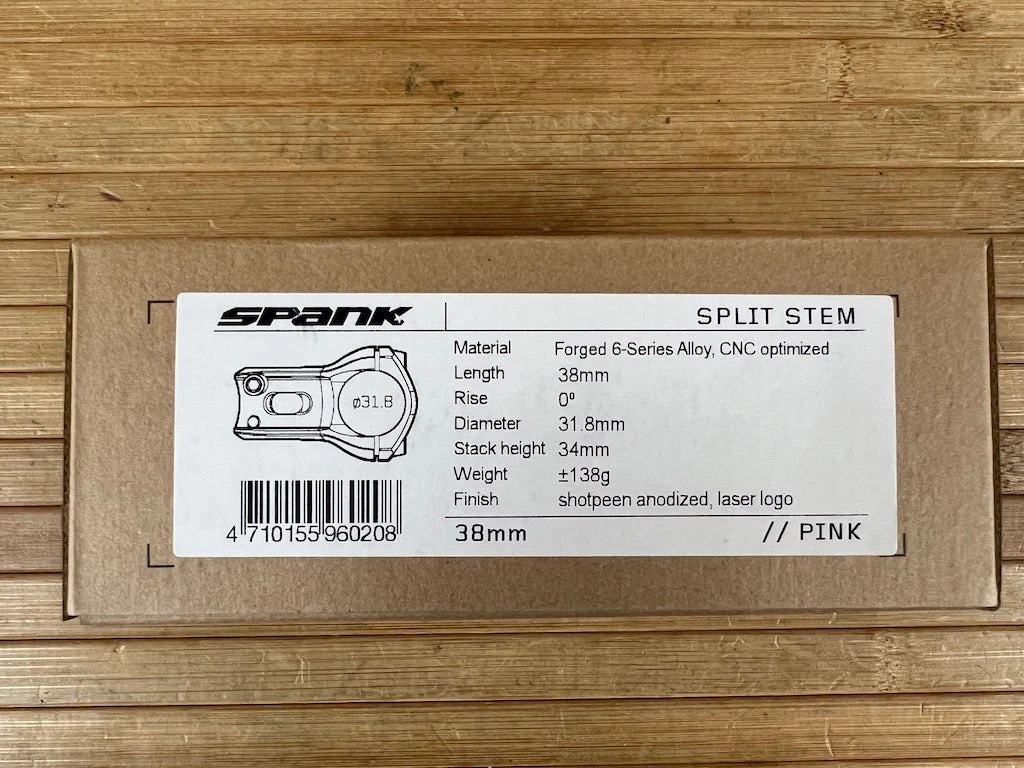 SPANK
SPLIT STEM
ø31.8
Material Forged 6-Series Alloy, CNC optimized
Length 38mm
Rise 0º
Diameter 31.8mm
Stack height 34mm
Weight ±138g
Finish shotpeen anodized, laser logo
4 710155 960208
38mm // PINK